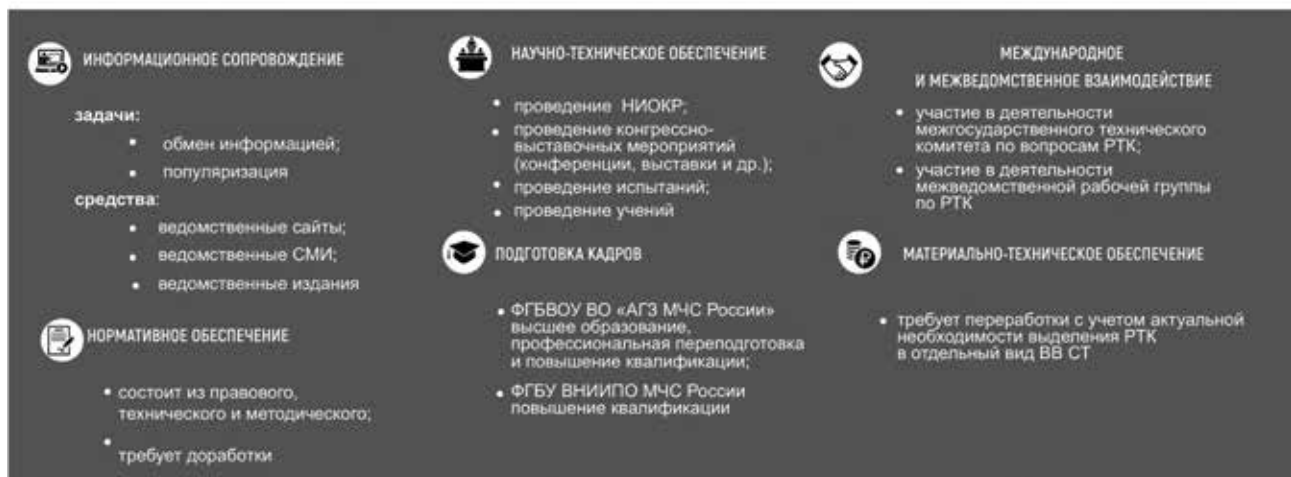 ИНФОРМАЦИОННОЕ СОПРОВОЖДЕНИЕ
задачи:
• обмен информацией;
• популяризация
средства:
• ведомственные сайты;
• ведомственные СМИ;
• ведомственные издания
НОРМАТИВНОЕ ОБЕСПЕЧЕНИЕ
• состоит из правового,
технического и методического;
• требует доработки
НАУЧНО-ТЕХНИЧЕСКОЕ ОБЕСПЕЧЕНИЕ
• проведение НИОКР;
• проведение конгрессно-
выставочных мероприятий
(конференции, выставки и др.);
• проведение испытаний;
• проведение учений
ПОДГОТОВКА КАДРОВ
• ФГБВОУ ВО «АГЗ МЧС России»
высшее образование,
профессиональная переподготовка
и повышение квалификации;
• ФГБУ ВНИИПО МЧС России
повышение квалификации
МЕЖДУНАРОДНОЕ
И МЕЖВЕДОМСТВЕННОЕ ВЗАИМОДЕЙСТВИЕ
• участие в деятельности
межгосударственного технического
комитета по вопросам РТК;
• участие в деятельности
межведомственной рабочей группы
по РТК
МАТЕРИАЛЬНО-ТЕХНИЧЕСКОЕ ОБЕСПЕЧЕНИЕ
• требует переработки с учетом актуальной
необходимости выделения РТК
в отдельный вид ВВ СТ